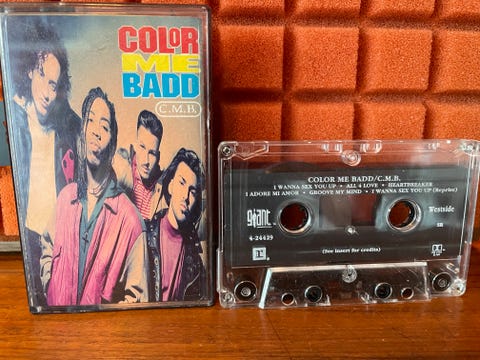 COLOR
ME
BADD
C.M.B.
COLOR ME BADD/C.M.B.
I WANNA SEX YOU UP • ALL 4 LOVE • HEARTBREAKER
I ADORE MI AMOR • GROOVE MY MIND • I WANNA SEX YOU UP (Reprise)
giant
Westside
4-24429
(See insert for credits)